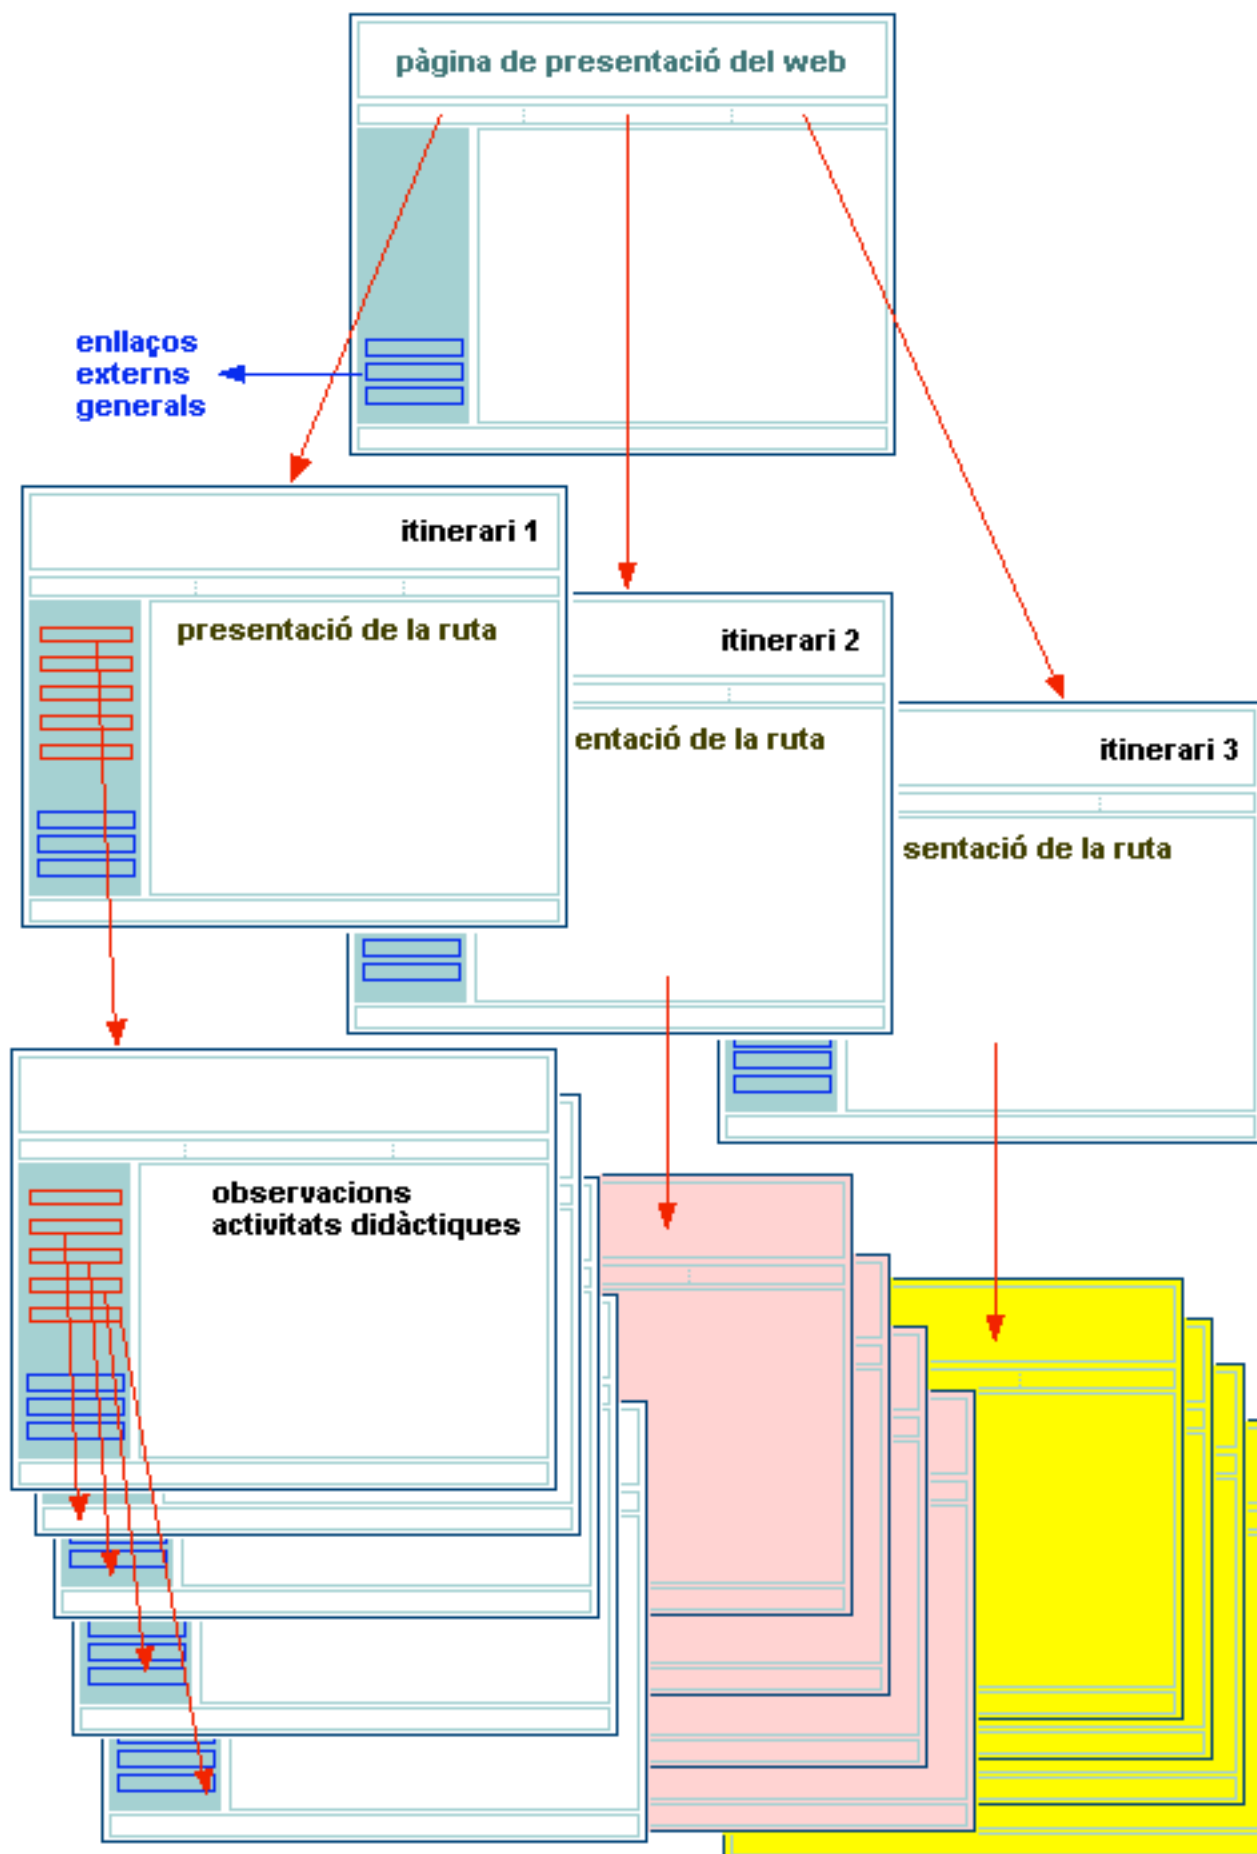 pàgina de presentació del web
enllaços
externs
generals
itinerari 1
presentació de la ruta
itinerari 2
entació de la ruta
itinerari 3
sentació de la ruta
observacions
activitats didàctiques